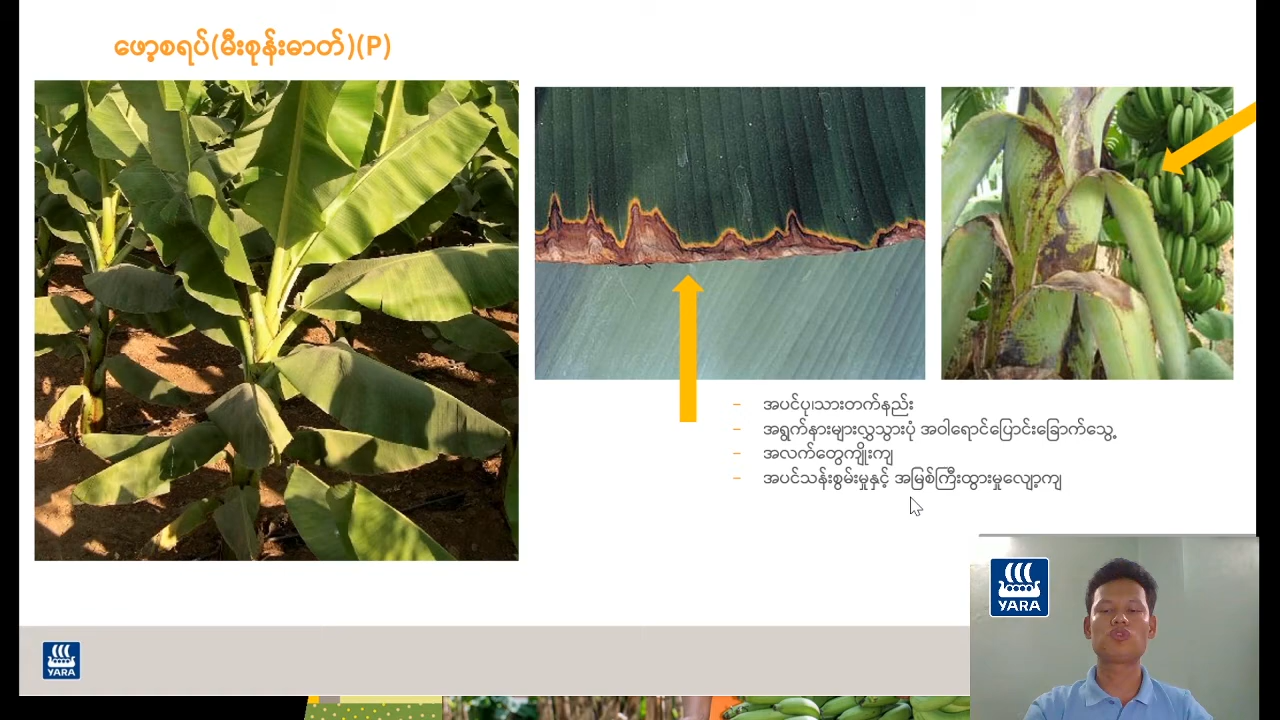 ဖော့စရပ်(မီးစုန်းဓာတ်)(P)
– အပင်ပု၊သားတက်နည်း
– အရွက်နားများလွှသွားပုံ အဝါရောင်ပြောင်းခြောက်သွေ့
– အလက်တွေကျိုးကျ
– အပင်သန်းစွမ်းမှုနှင့် အမြစ်ကြီးထွားမှုလျော့ကျ
YARA
YARA